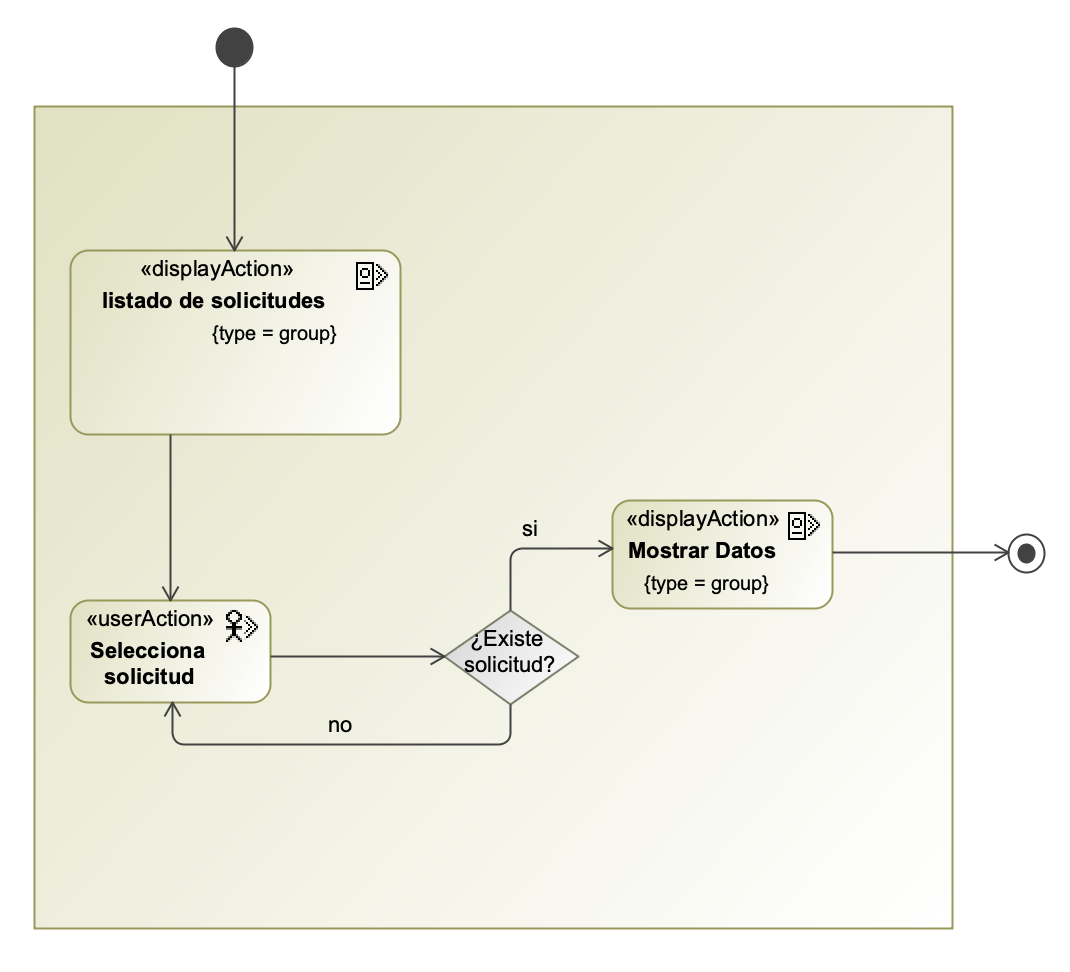 «displayAction»
listado de solicitudes
{type = group}
si
«displayAction»
Mostrar Datos
{type = group}
«userAction»
Selecciona
solicitud
¿Existe
solicitud?
no